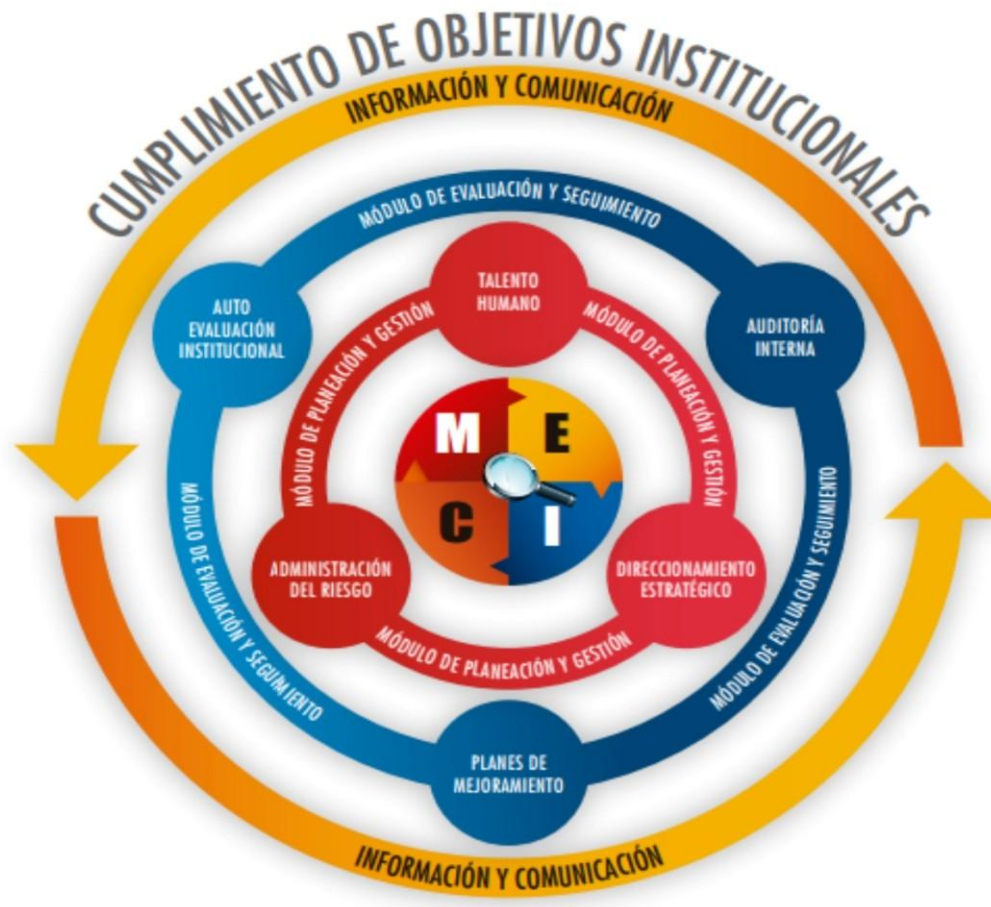 CUMPLIMIENTO DE OBJETIVOS INSTITUCIONALES
INFORMACIÓN Y COMUNICACIÓN
MÓDULO DE EVALUACIÓN Y SEGUIMIENTO
AUTO
EVALUACIÓN
INSTITUCIONAL
TALENTO
HUMANO
AUDITORÍA
INTERNA
MÓDULO DE PLANEACIÓN Y GESTIÓN
MÓDULO DE PLANEACIÓN Y GESTIÓN
M E
C I
MÓDULO DE EVALUACIÓN Y SEGUIMIENTO
MÓDULO DE EVALUACIÓN Y SEGUIMIENTO
ADMINISTRACIÓN
DEL RIESGO
DIRECCIONAMIENTO
ESTRATÉGICO
MÓDULO DE PLANEACIÓN Y GESTIÓN
PLANES DE
MEJORAMIENTO
INFORMACIÓN Y COMUNICACIÓN